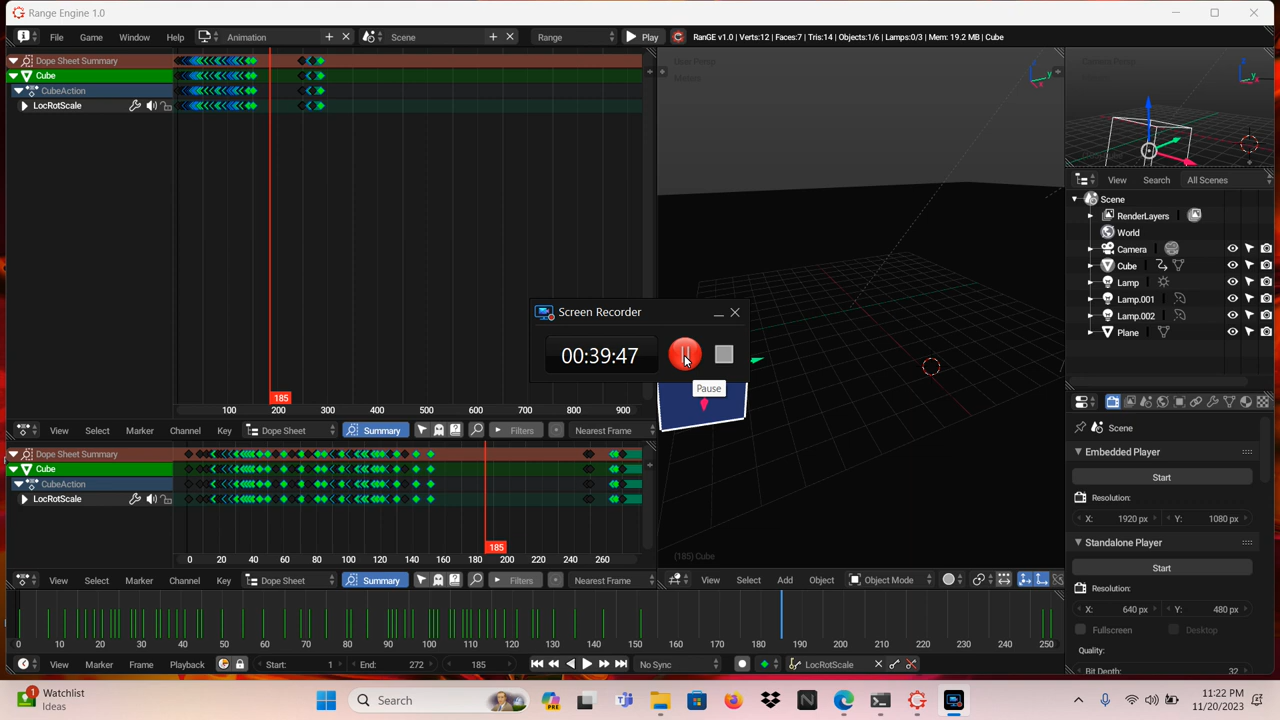 Range Engine 1.0
File Game Window Help Animation Scene Range Play RanGE v1.0 | Verts:12 | Faces:7 | Tris:14 | Objects:1/6 | Lamps:0/3 | Mem: 19.2 MB | Cube
Dope Sheet Summary
Cube
CubeAction
LocRotScale
100 200 300 400 500 600 700 800 900
185
View Select Marker Channel Key Dope Sheet Summary Filters Nearest Frame
Dope Sheet Summary
Cube
CubeAction
LocRotScale
185
0 20 40 60 80 100 120 140 160 180 200 220 240 260
View Select Marker Channel Key Dope Sheet Summary Filters Nearest Frame
0 10 20 30 40 50 60 70 80 90 100 110 120 130 140 150 160 170 180 190 200 210 220 230 240 250
View Marker Frame Playback Start: 1 End: 272 185 No Sync LocRotScale
User Persp
Meters
Screen Recorder
00:39:47
Pause
(185) Cube
View Select Add Object Object Mode
Camera Persp
View Search All Scenes
Scene
RenderLayers
World
Camera
Cube
Lamp
Lamp.001
Lamp.002
Plane
Scene
Embedded Player
Start
Resolution:
X: 1920 px Y: 1080 px
Standalone Player
Start
Resolution:
X: 640 px Y: 480 px
Fullscreen Desktop
Quality:
Bit Depth: 32
Watchlist
Ideas
1
Search
PRE
11:22 PM
11/20/2023